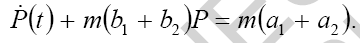 Ṗ(t) + m(b₁ + b₂)P = m(a₁ + a₂).